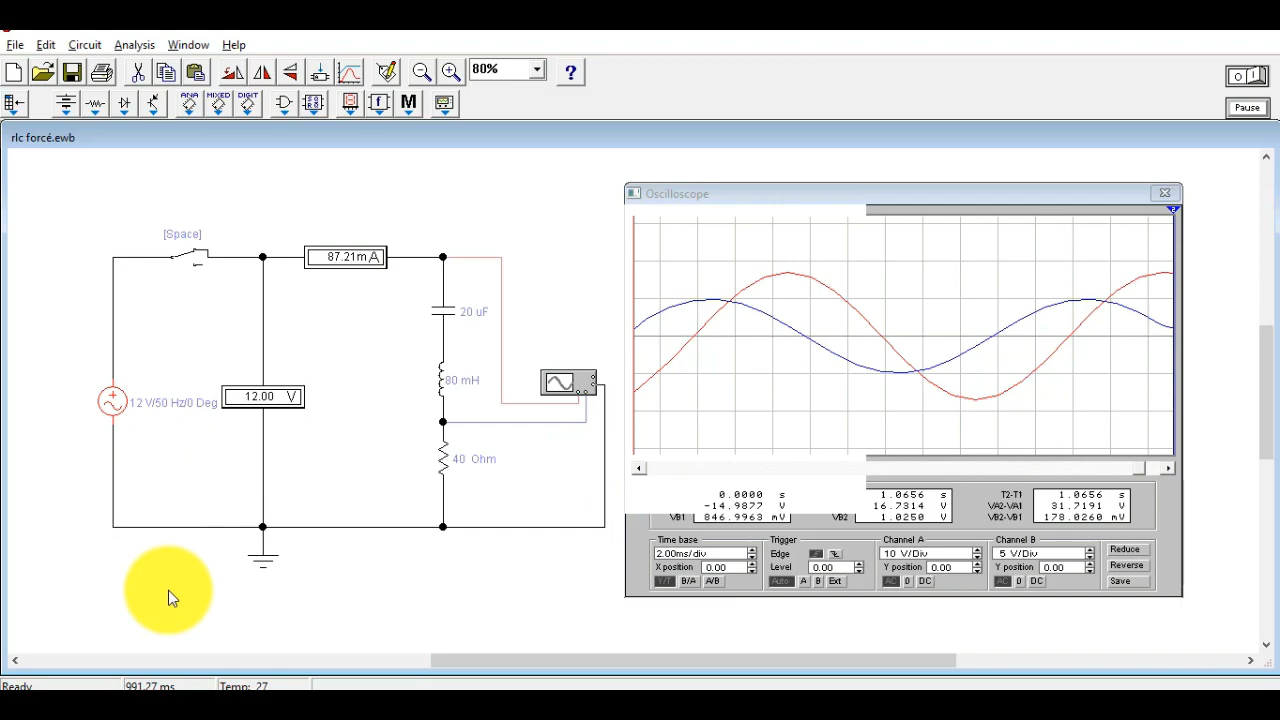 File Edit Circuit Analysis Window Help
80%
?
ANA MIXED DIGIT
M
Pause
rlc forcé.ewb
Oscilloscope
[Space]
87.21m A
20 uF
80 mH
12.00 V
12 V/50 Hz/0 Deg
40 Ohm
0.0000 s 1.0656 s T2-T1 1.0656 s
-14.9877 V 16.7314 V VA2-VA1 31.7191 V
VB1 846.9963 mV VB2 1.0250 V VB2-VB1 178.0260 mV
Time base Trigger Channel A Channel B Reduce
2.00ms/div Edge 10 V/Div 5 V/Div
X position 0.00 Level 0.00 Y position 0.00 Y position 0.00 Reverse
Y/T B/A A/B Auto A B Ext AC 0 DC AC 0 DC Save
Ready 991.27 ms Temp: 27